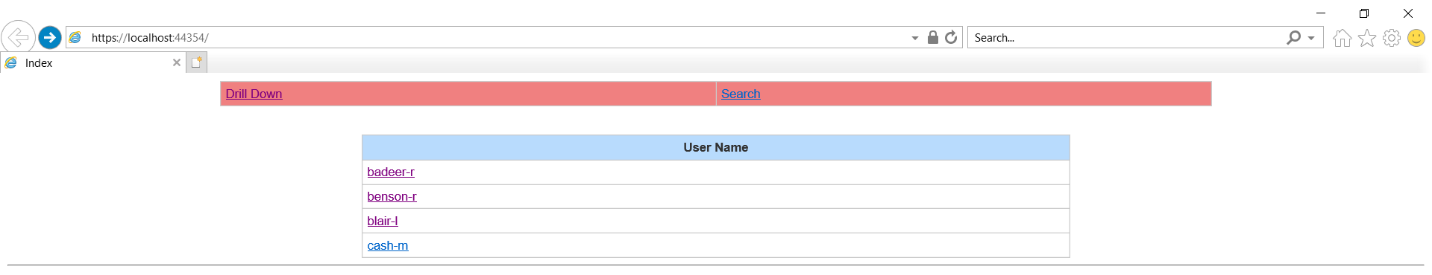 https://localhost:44354/
Search...
Index
Drill Down Search
User Name
badeer-r
benson-r
blair-l
cash-m